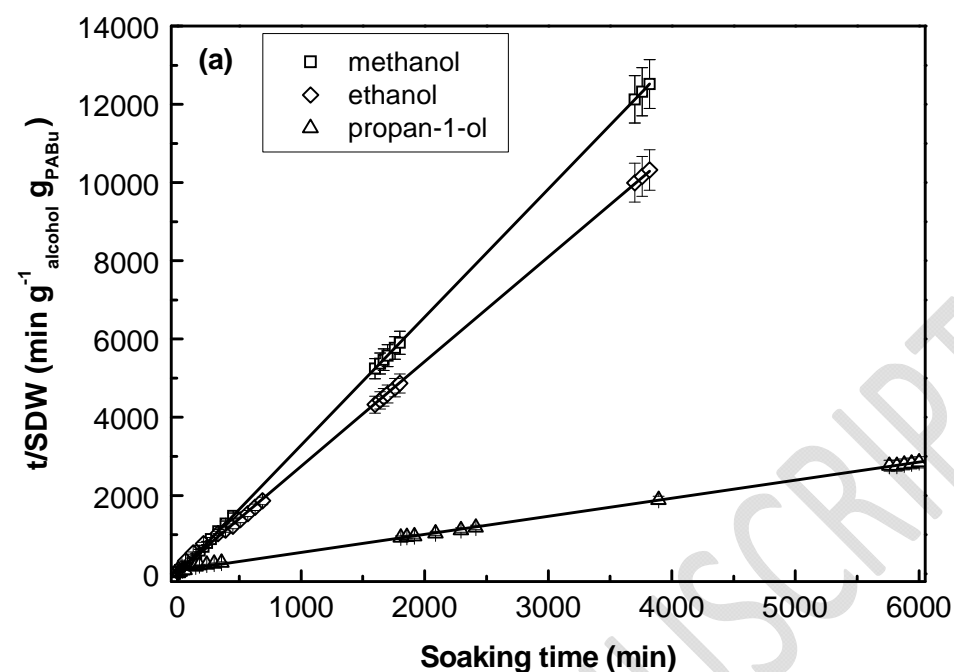 (a)
methanol
ethanol
propan-1-ol
14000
12000
10000
8000
6000
4000
2000
0
t/SDW (min g⁻¹ alcohol gPABu)
0 1000 2000 3000 4000 5000 6000
Soaking time (min)
USCRIPT